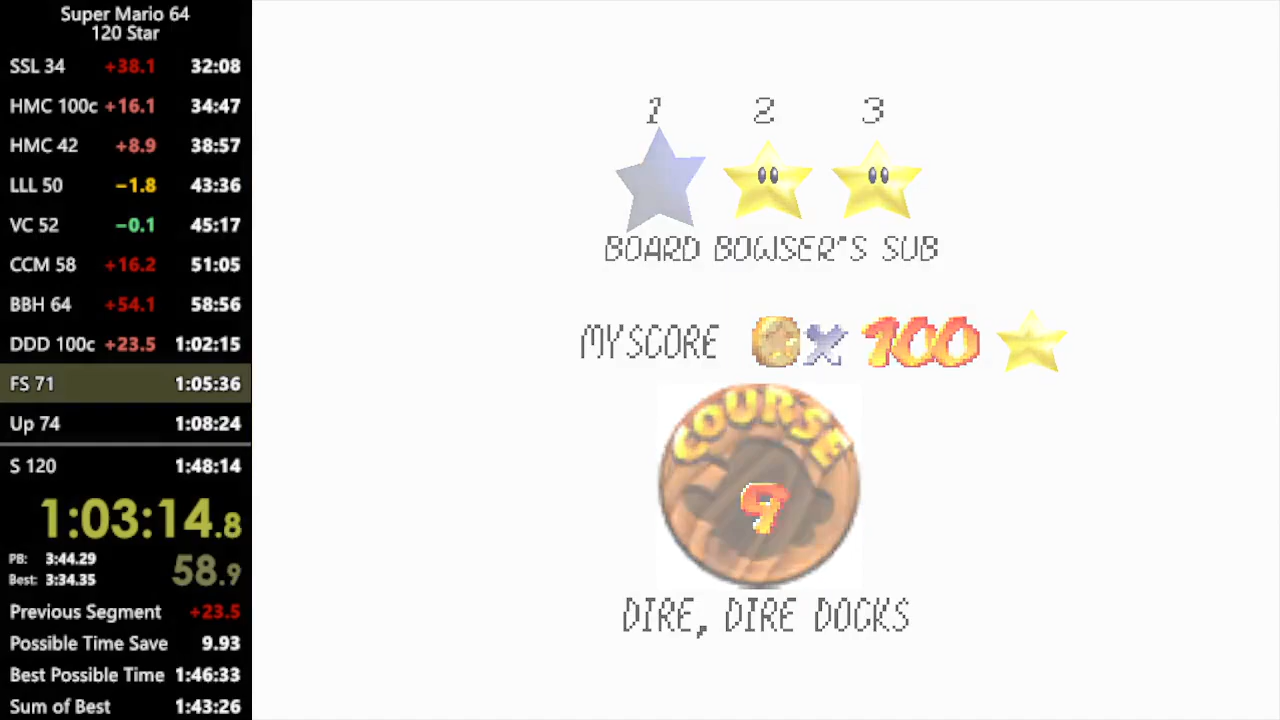 Super Mario 64
120 Star
SSL 34 +38.1 32:08
HMC 100c +16.1 34:47
HMC 42 +8.9 38:57
LLL 50 −1.8 43:36
VC 52 −0.1 45:17
CCM 58 +16.2 51:05
BBH 64 +54.1 58:56
DDD 100c +23.5 1:02:15
FS 71 1:05:36
Up 74 1:08:24
S 120 1:48:14
1:03:14.8
PB: 3:44.29
Best: 3:34.35
58.9
Previous Segment +23.5
Possible Time Save 9.93
Best Possible Time 1:46:33
Sum of Best 1:43:26
1 2 3
BOARD BOWSER"S SUB
MY SCORE x 100
COURSE
9
DIRE, DIRE DOCKS